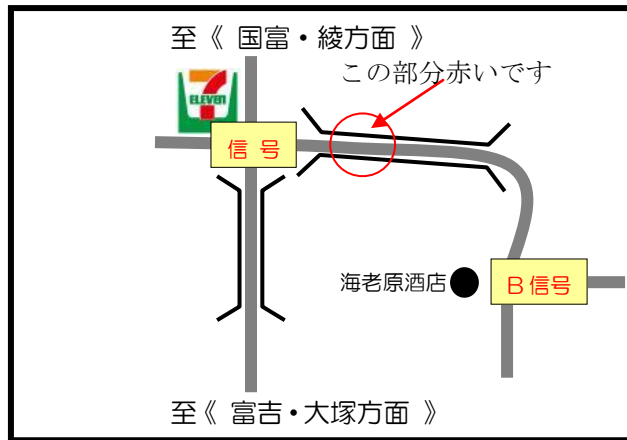 至《 国富・綾方面 》
この部分赤いです
7
ELEVEN
信 号
海老原酒店
B信号
至《 富吉・大塚方面 》